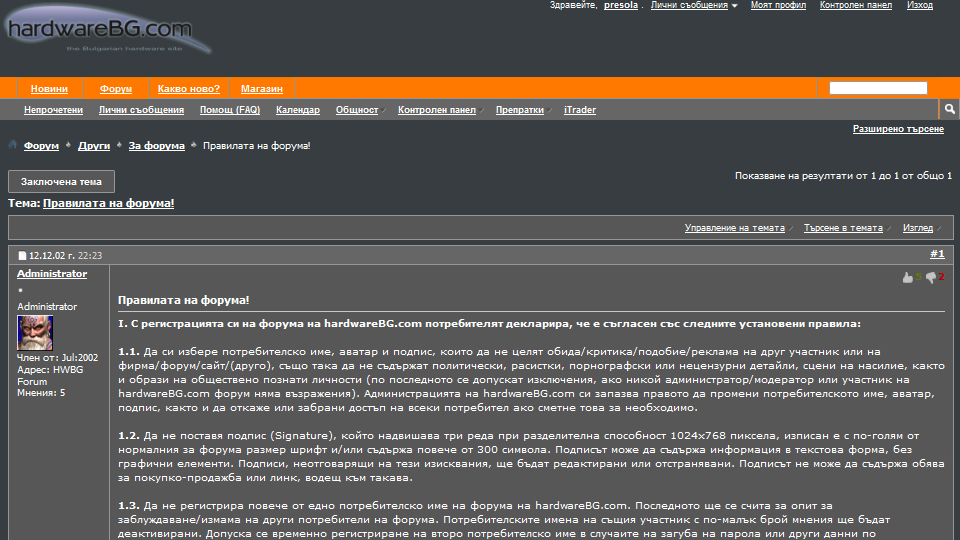 Здравейте, presola . Лични съобщения Моят профил Контролен панел Изход
hardwareBG.com
the Bulgarian hardware site
Новини Форум Какво ново? Магазин
Непрочетени Лични съобщения Помощ (FAQ) Календар Общност Контролен панел Препратки iTrader
Разширено търсене
Форум Други За форума Правилата на форума!
Показване на резултати от 1 до 1 от общо 1
Заключена тема
Тема: Правилата на форума!
Управление на темата Търсене в темата Изглед
12.12.02 г. 22:23 #1
Administrator
5 2
Administrator
Член от: Jul:2002
Адрес: HWBG
Forum
Мнения: 5
Правилата на форума!
I. С регистрацията си на форума на hardwareBG.com потребителят декларира, че е съгласен със следните установени правила:
1.1. Да си избере потребителско име, аватар и подпис, които да не целят обида/критика/подобие/реклама на друг участник или на
фирма/форум/сайт/(друго), също така да не съдържат политически, расистки, порнографски или нецензурни детайли, сцени на насилие, както
и образи на обществено познати личности (по последното се допускат изключения, ако никой администратор/модератор или участник на
hardwareBG.com форум няма възражения). Администрацията на hardwareBG.com си запазва правото да промени потребителското име, аватар,
подпис, както и да откаже или забрани достъп на всеки потребител ако сметне това за необходимо.
1.2. Да не поставя подпис (Signature), който надвишава три реда при разделителна способност 1024x768 пиксела, изписан е с по-голям от
нормалния за форума размер шрифт и/или съдържа повече от 300 символа. Подписът може да съдържа информация в текстова форма, без
графични елементи. Подписи, неотговарящи на тези изисквания, ще бъдат редактирани или отстранявани. Подписът не може да съдържа обява
за покупко-продажба или линк, водещ към такава.
1.3. Да не регистрира повече от едно потребителско име на форума на hardwareBG.com. Последното ще се счита за опит за
заблуждаване/измама на други потребители на форума. Потребителските имена на същия участник с по-малък брой мнения ще бъдат
деактивирани. Допуска се временно регистриране на второ потребителско име в случаите на загуба на парола или други данни по